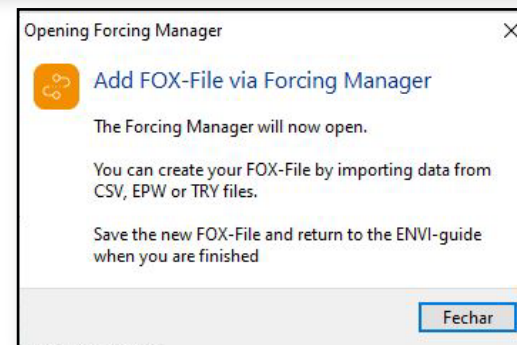 Opening Forcing Manager
Add FOX-File via Forcing Manager
The Forcing Manager will now open.
You can create your FOX-File by importing data from
CSV, EPW or TRY files.
Save the new FOX-File and return to the ENVI-guide
when you are finished
Fechar